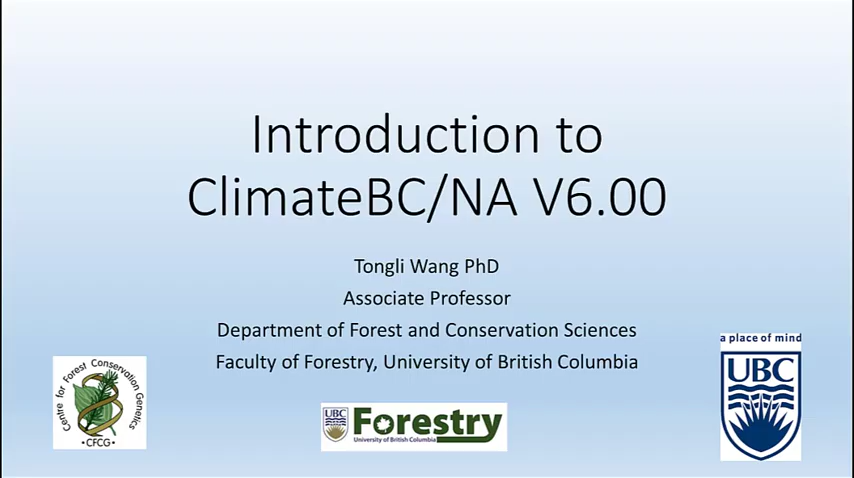 Introduction to
ClimateBC/NA V6.00
Tongli Wang PhD
Associate Professor
Department of Forest and Conservation Sciences
Faculty of Forestry, University of British Columbia
Centre for Forest Conservation Genetics
•CFCG•
UBC
Forestry
University of British Columbia
a place of mind
UBC